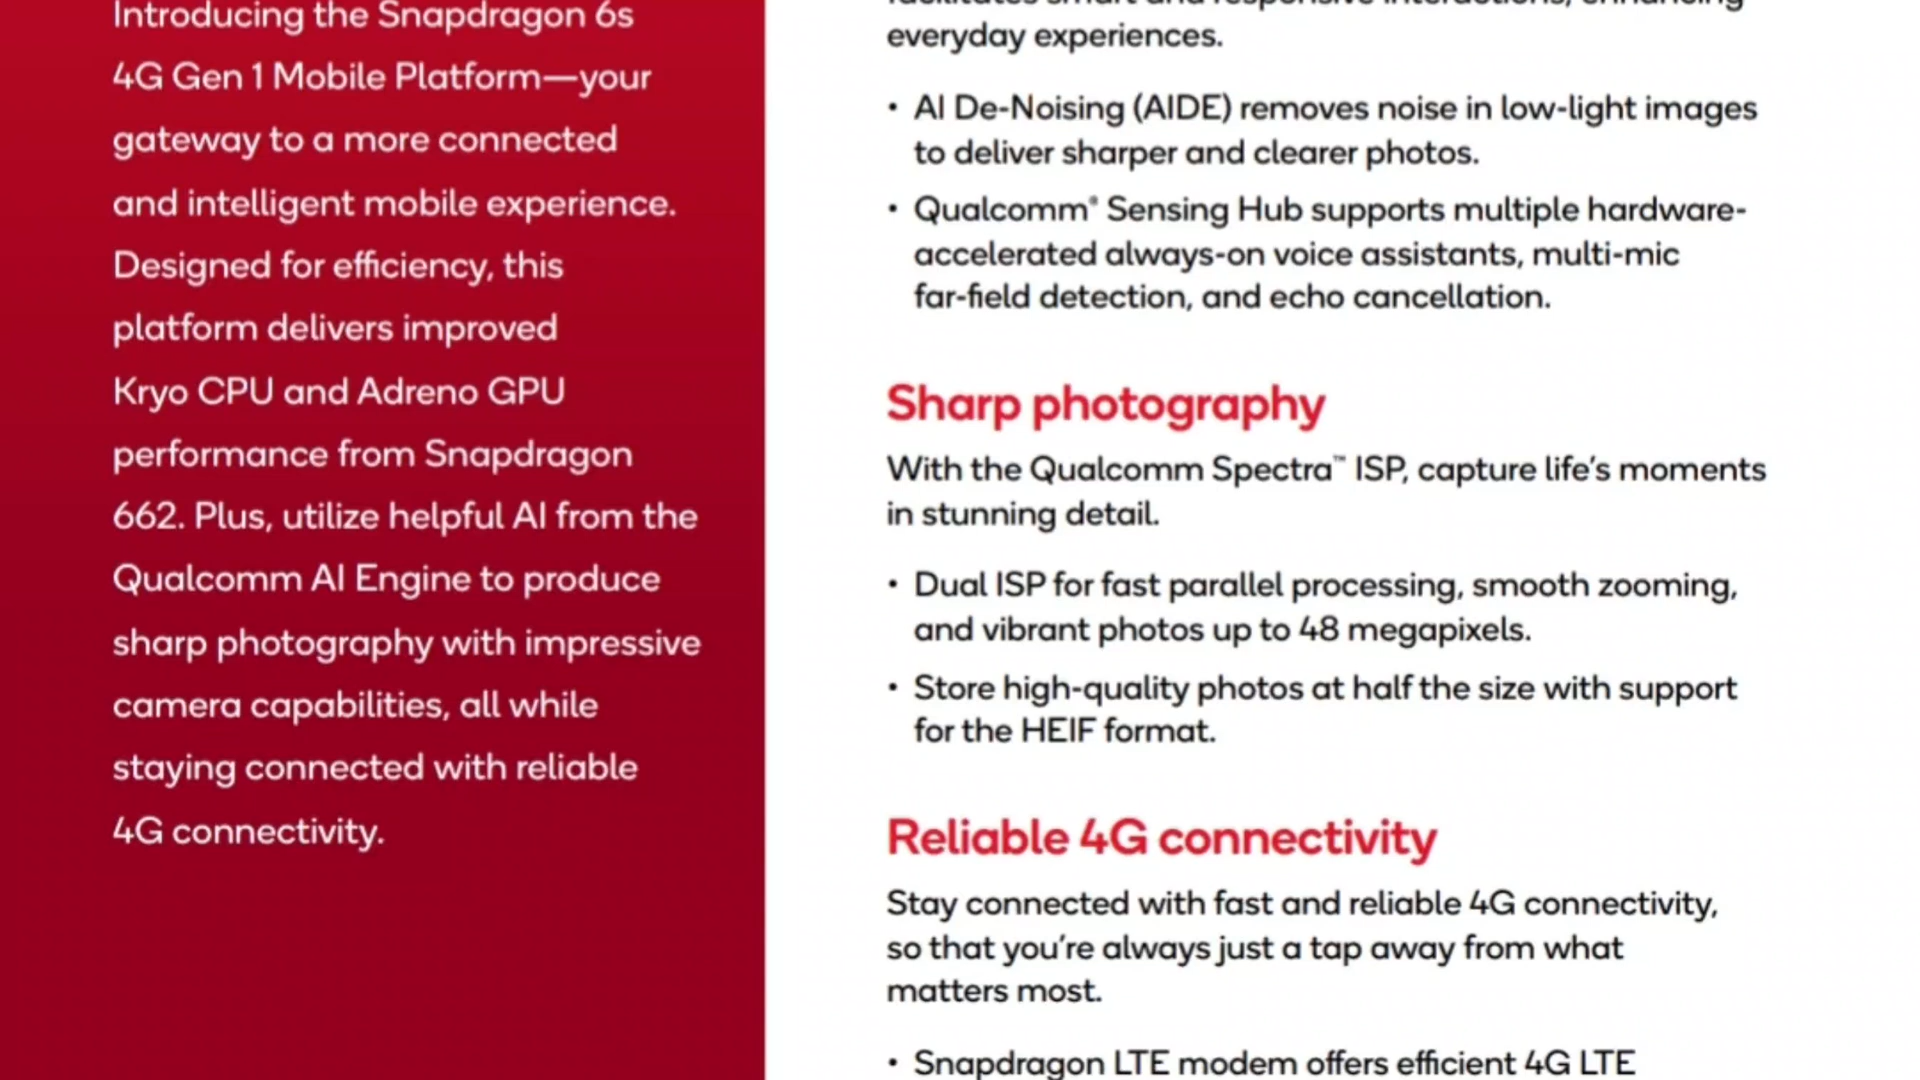 Introducing the Snapdragon 6s
4G Gen 1 Mobile Platform—your
gateway to a more connected
and intelligent mobile experience.
Designed for efficiency, this
platform delivers improved
Kryo CPU and Adreno GPU
performance from Snapdragon
662. Plus, utilize helpful AI from the
Qualcomm AI Engine to produce
sharp photography with impressive
camera capabilities, all while
staying connected with reliable
4G connectivity.
facilitates smart and responsive interactions, enhancing
everyday experiences.
• AI De-Noising (AIDE) removes noise in low-light images
to deliver sharper and clearer photos.
• Qualcomm® Sensing Hub supports multiple hardware-
accelerated always-on voice assistants, multi-mic
far-field detection, and echo cancellation.
Sharp photography
With the Qualcomm Spectra™ ISP, capture life’s moments
in stunning detail.
• Dual ISP for fast parallel processing, smooth zooming,
and vibrant photos up to 48 megapixels.
• Store high-quality photos at half the size with support
for the HEIF format.
Reliable 4G connectivity
Stay connected with fast and reliable 4G connectivity,
so that you’re always just a tap away from what
matters most.
• Snapdragon LTE modem offers efficient 4G LTE